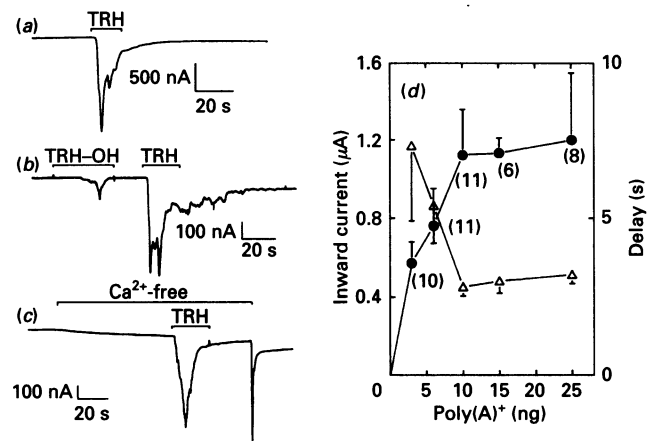 (a)
TRH
500 nA
20 s
(b)
TRH–OH
TRH
100 nA
20 s
Ca²⁺-free
(c)
TRH
100 nA
20 s
(d)
Inward current (μA)
1.6
1.2
0.8
0.4
0
(10)
(11)
(11)
(6)
(8)
10
5
0
Delay (s)
0 5 10 15 20 25
Poly(A)⁺ (ng)